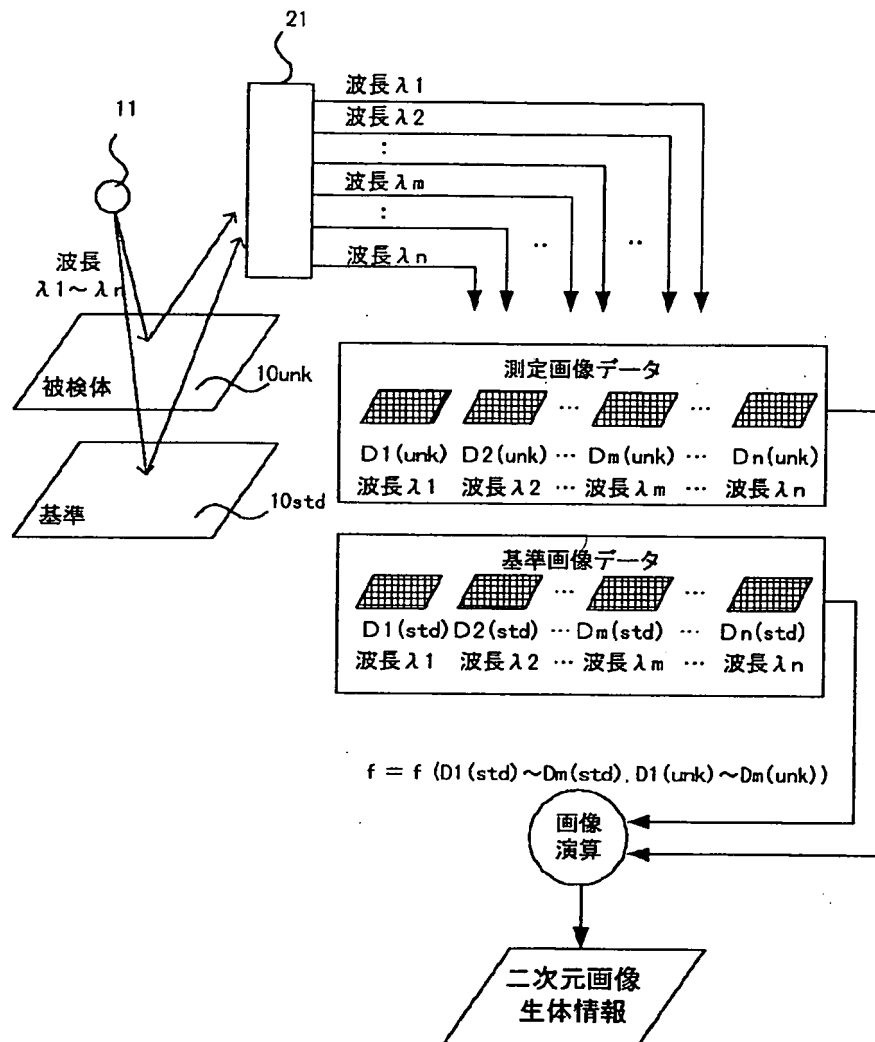 21
11
波長λ1
波長λ2
:
波長λm
:
波長λn
‥
‥
波長
λ1～λn
被検体
10unk
基準
10std
測定画像データ
… …
D1(unk) D2(unk) … Dm(unk) … Dn(unk)
波長λ1 波長λ2 … 波長λm … 波長λn
基準画像データ
… …
D1(std) D2(std) … Dm(std) … Dn(std)
波長λ1 波長λ2 … 波長λm … 波長λn
f = f (D1(std)～Dm(std), D1(unk)～Dm(unk))
画像
演算
二次元画像
生体情報